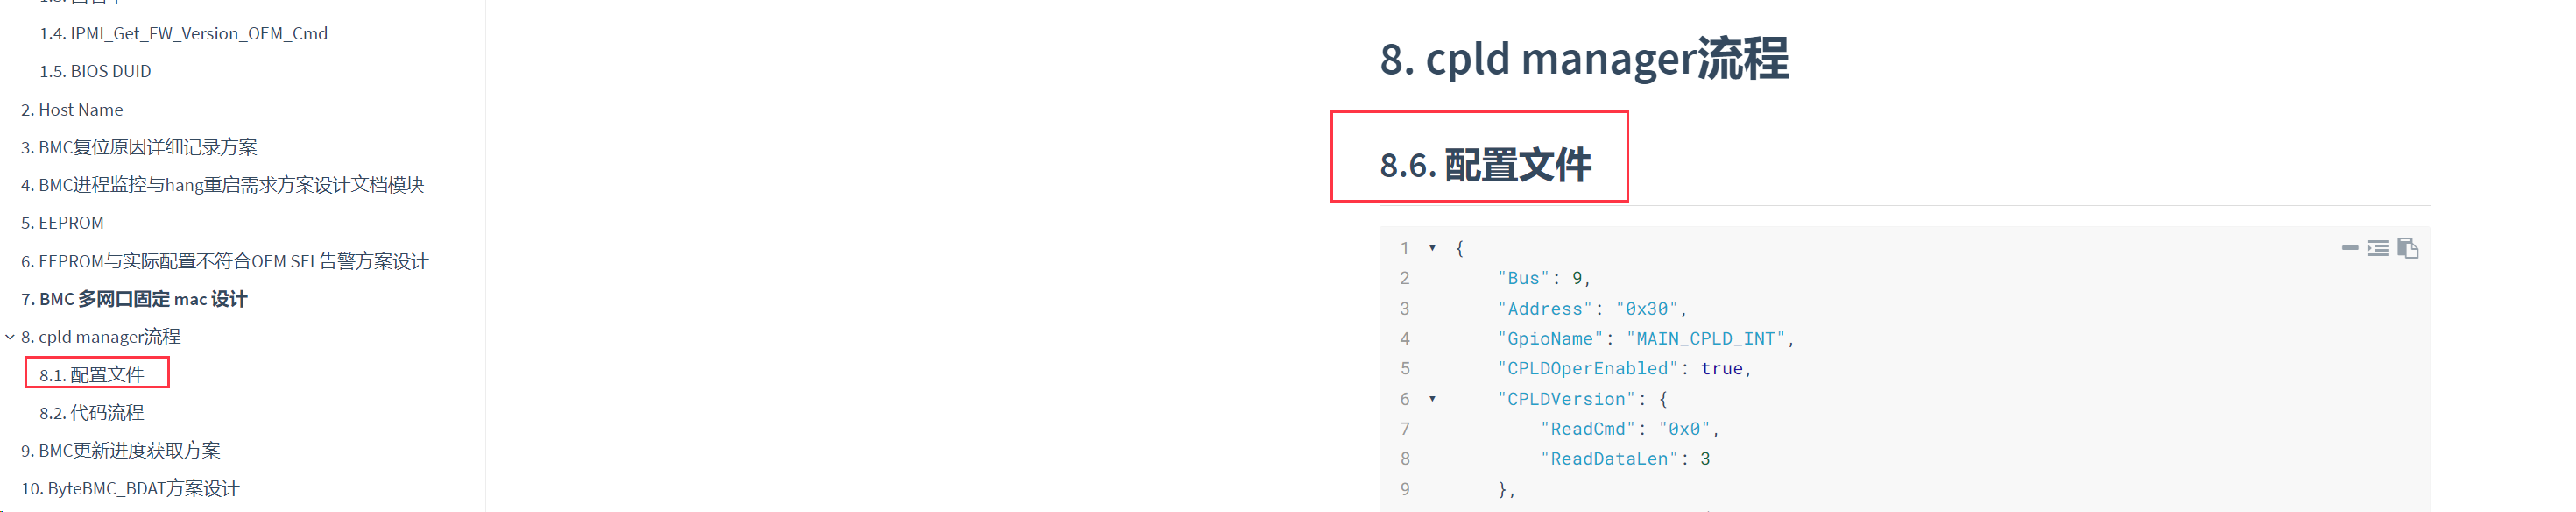 1.4. IPMI_Get_FW_Version_OEM_Cmd
1.5. BIOS DUID
2. Host Name
3. BMC复位原因详细记录方案
4. BMC进程监控与hang重启需求方案设计文档模块
5. EEPROM
6. EEPROM与实际配置不符合OEM SEL告警方案设计
7. BMC 多网口固定 mac 设计
8. cpld manager流程
8.1. 配置文件
8.2. 代码流程
9. BMC更新进度获取方案
10. ByteBMC_BDAT方案设计
8. cpld manager流程
8.6. 配置文件
1 {
2 "Bus": 9,
3 "Address": "0x30",
4 "GpioName": "MAIN_CPLD_INT",
5 "CPLDOperEnabled": true,
6 "CPLDVersion": {
7 "ReadCmd": "0x0",
8 "ReadDataLen": 3
9 },